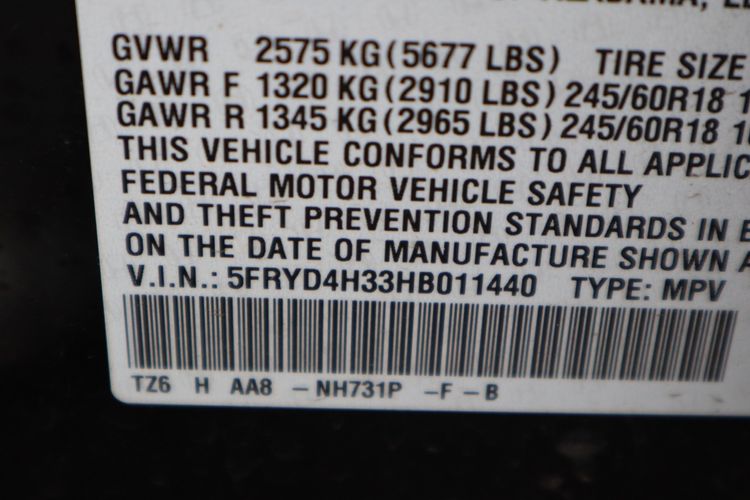 GVWR 2575 KG (5677 LBS) TIRE SIZE
GAWR F 1320 KG (2910 LBS) 245/60R18 1
GAWR R 1345 KG (2965 LBS) 245/60R18
THIS VEHICLE CONFORMS TO ALL APPLIC
FEDERAL MOTOR VEHICLE SAFETY
AND THEFT PREVENTION STANDARDS IN E
ON THE DATE OF MANUFACTURE SHOWN A
V.I.N.: 5FRYD4H33HB011440 TYPE: MPV
TZ6 H AA8 -NH731P -F-B